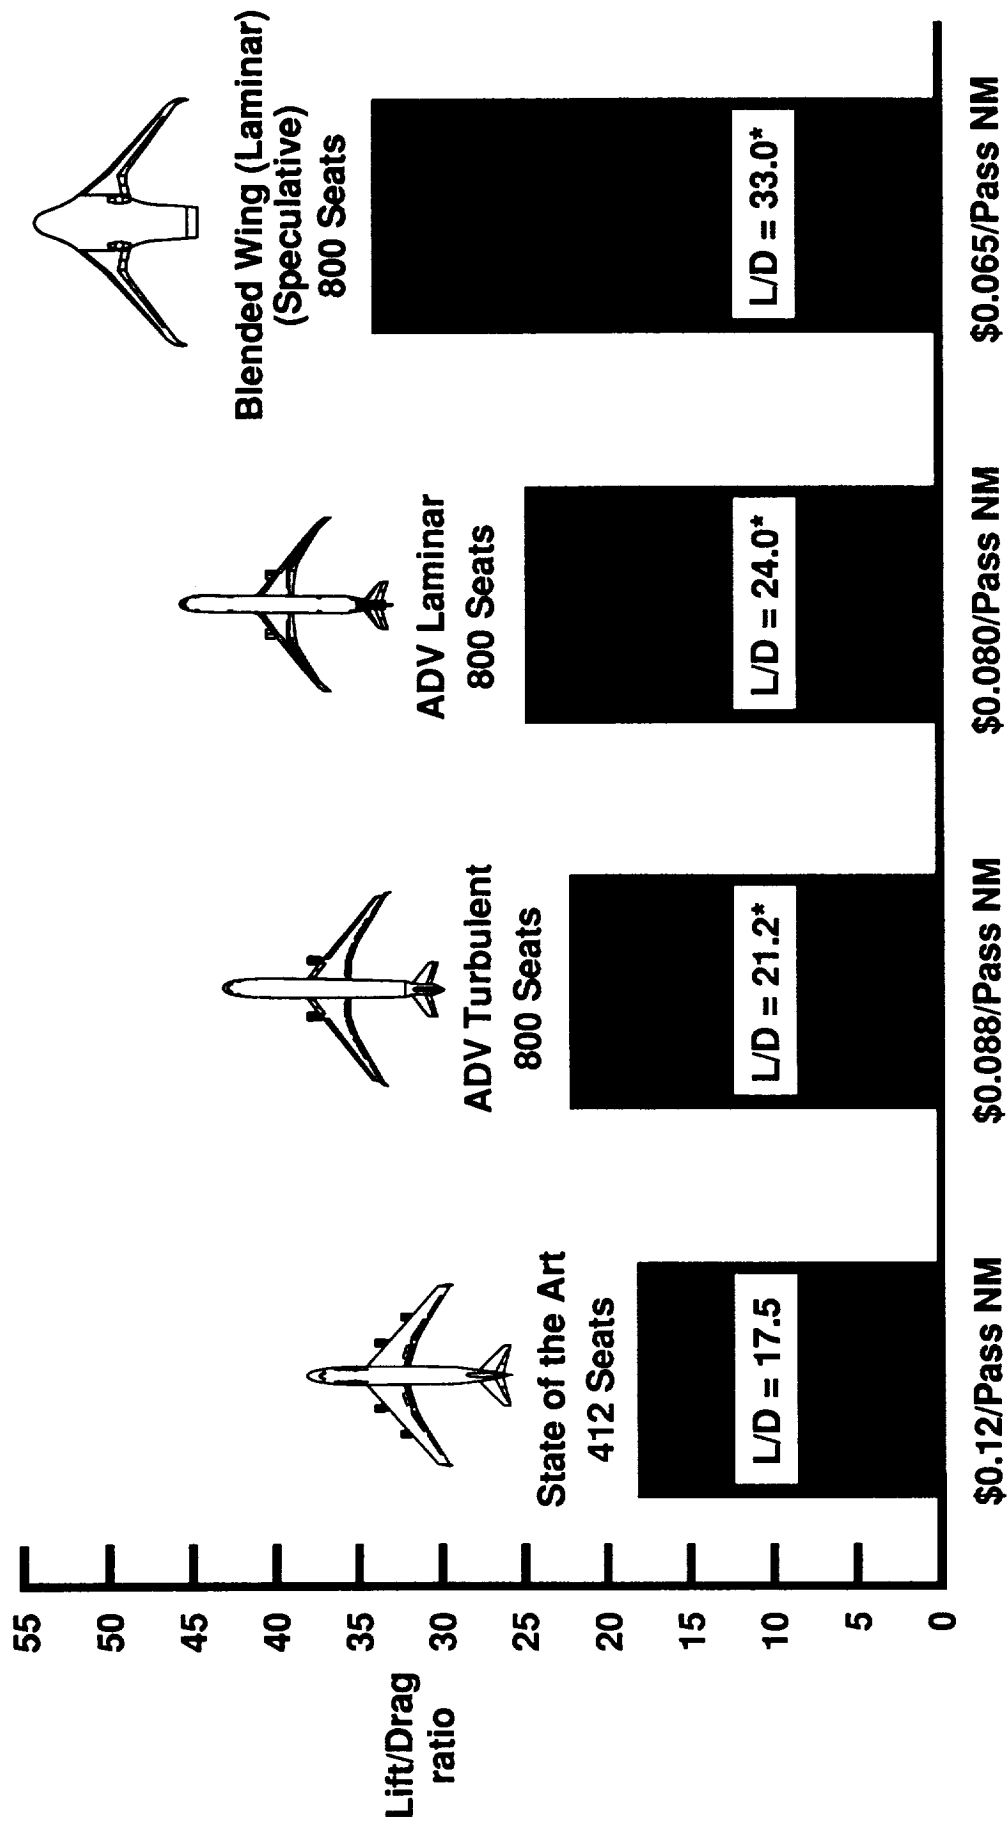 55
50
45
40
35
30
25
20
15
10
5
0
Lift/Drag
ratio
State of the Art
412 Seats
L/D = 17.5
$0.12/Pass NM
ADV Turbulent
800 Seats
L/D = 21.2*
$0.088/Pass NM
ADV Laminar
800 Seats
L/D = 24.0*
$0.080/Pass NM
Blended Wing (Laminar)
(Speculative)
800 Seats
L/D = 33.0*
$0.065/Pass NM